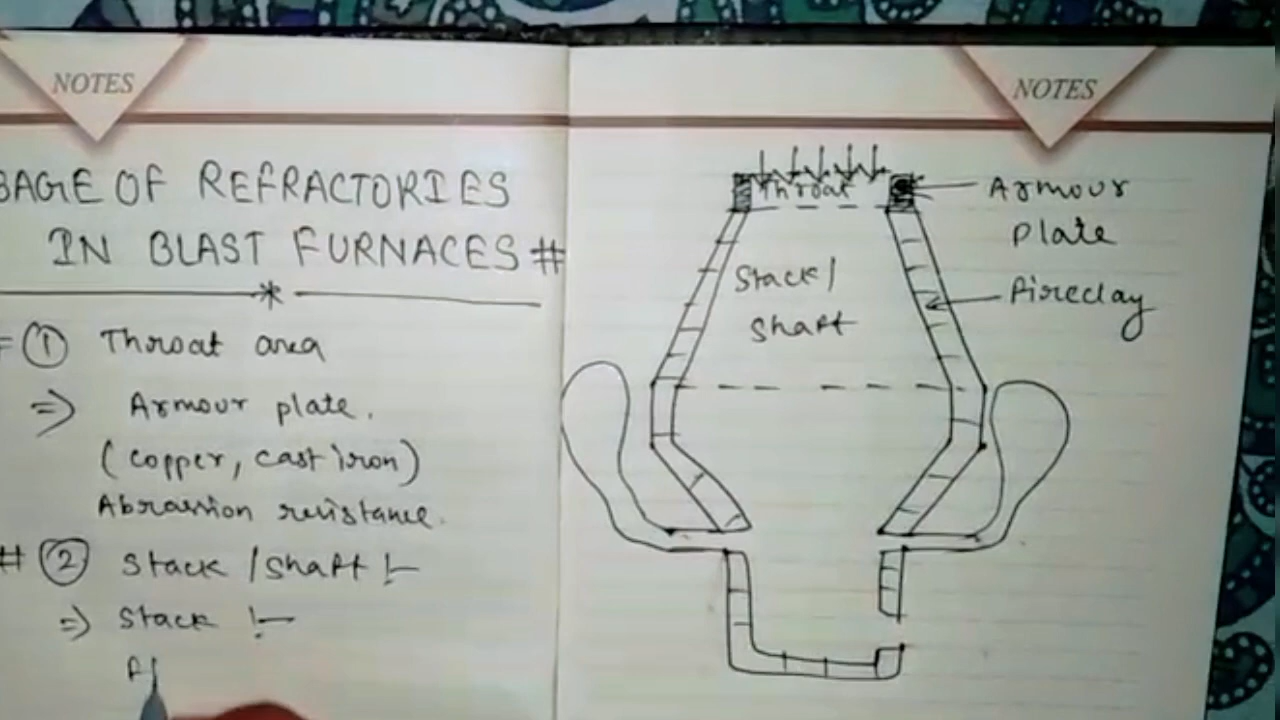 NOTES
BAGE OF REFRACTORIES
IN BLAST FURNACES #
① Throat area
=> Armour plate.
(Copper, cast iron)
Abrassion resistance.
# ② Stack / Shaft :-
=> Stack :-
NOTES
Throat
Armour
plate
Stack/
Shaft
Fireclay